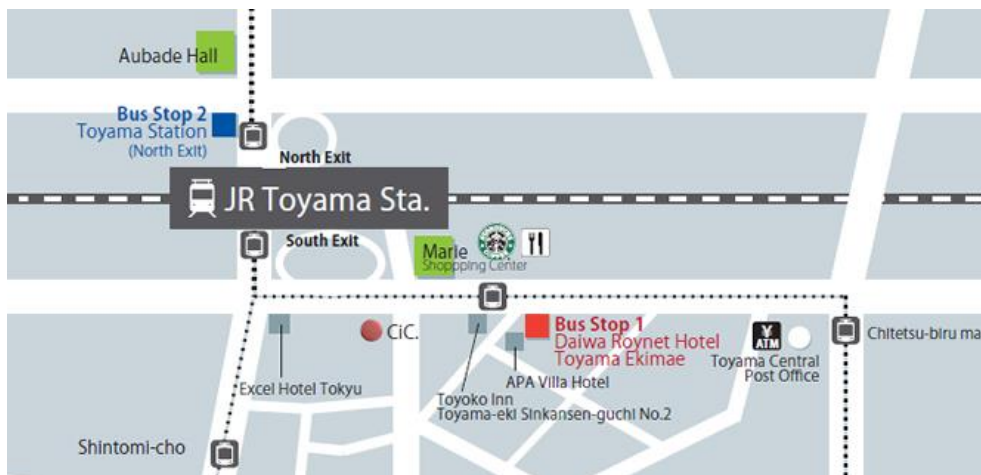 Aubade Hall
Bus Stop 2
Toyama Station
(North Exit)
North Exit
JR Toyama Sta.
South Exit
Marie
Shoppping Center
CiC.
Bus Stop 1
Daiwa Roynet Hotel
Toyama Ekimae
¥
ATM
Toyama Central
Post Office
Chitetsu-biru ma
Excel Hotel Tokyu
APA Villa Hotel
Toyoko Inn
Toyama-eki Sinkansen-guchi No.2
Shintomi-cho